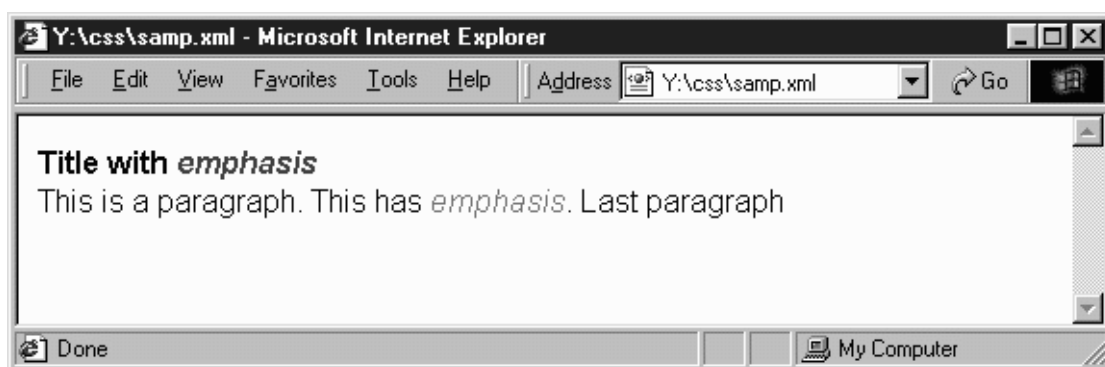 Y:\css\samp.xml - Microsoft Internet Explorer
File Edit View Favorites Tools Help Address Y:\css\samp.xml Go
Title with emphasis
This is a paragraph. This has emphasis. Last paragraph
Done My Computer